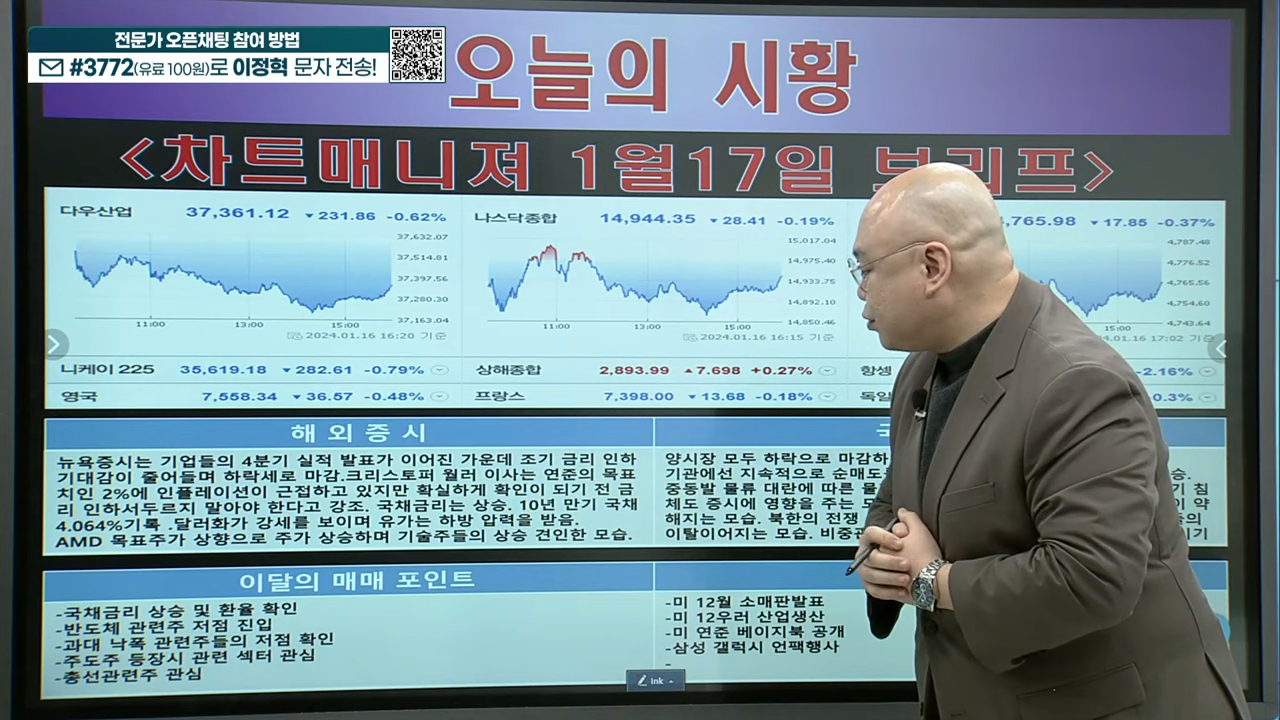 전문가 오픈채팅 참여 방법
#3772(유료 100원)로 이정혁 문자 전송!
오늘의 시황
<차트매니져 1월17일 브리프>
다우산업 37,361.12 ▼231.86 -0.62%
37,632.07
37,514.81
37,397.56
37,280.30
37,163.04
11:00 13:00 15:00
2024.01.16 16:20 기준
나스닥종합 14,944.35 ▼28.41 -0.19%
15,017.04
14,975.40
14,933.75
14,892.10
14,850.46
11:00 13:00 15:00
2024.01.16 16:15 기준
,765.98 ▼17.85 -0.37%
4,787.48
4,776.52
4,765.56
4,754.60
4,743.64
15:00
17:02 기준
니케이 225 35,619.18 ▼282.61 -0.79%
상해종합 2,893.99 ▲7.698 +0.27%
항셍 -2.16%
영국 7,558.34 ▼36.57 -0.48%
프랑스 7,398.00 ▼13.68 -0.18%
독일 0.3%
해 외 증 시
뉴욕증시는 기업들의 4분기 실적 발표가 이어진 가운데 조기 금리 인하
기대감이 줄어들며 하락세로 마감.크리스토퍼 월러 이사는 연준의 목표
치인 2%에 인플레이션이 근접하고 있지만 확실하게 확인이 되기 전 금
리 인하서두르지 말아야 한다고 강조. 국채금리는 상승. 10년 만기 국채
4.064%기록 .달러화가 강세를 보이며 유가는 하방 압력을 받음.
AMD 목표주가 상향으로 주가 상승하며 기술주들의 상승 견인한 모습.
양시장 모두 하락으로 마감하
기관에선 지속적으로 순매도 승.
중동발 물류 대란에 따른 물 기 침
체도 증시에 영향을 주는 이 약
해지는 모습. 북한의 전쟁 의
이탈이어지는 모습. 비중 기
이달의 매매 포인트
-국채금리 상승 및 환율 확인
-반도체 관련주 저점 진입
-과대 낙폭 관련주들의 저점 확인
-주도주 등장시 관련 섹터 관심
-총선관련주 관심
-미 12월 소매판발표
-미 12우러 산업생산
-미 연준 베이지북 공개
-삼성 갤럭시 언팩행사
-
Ink